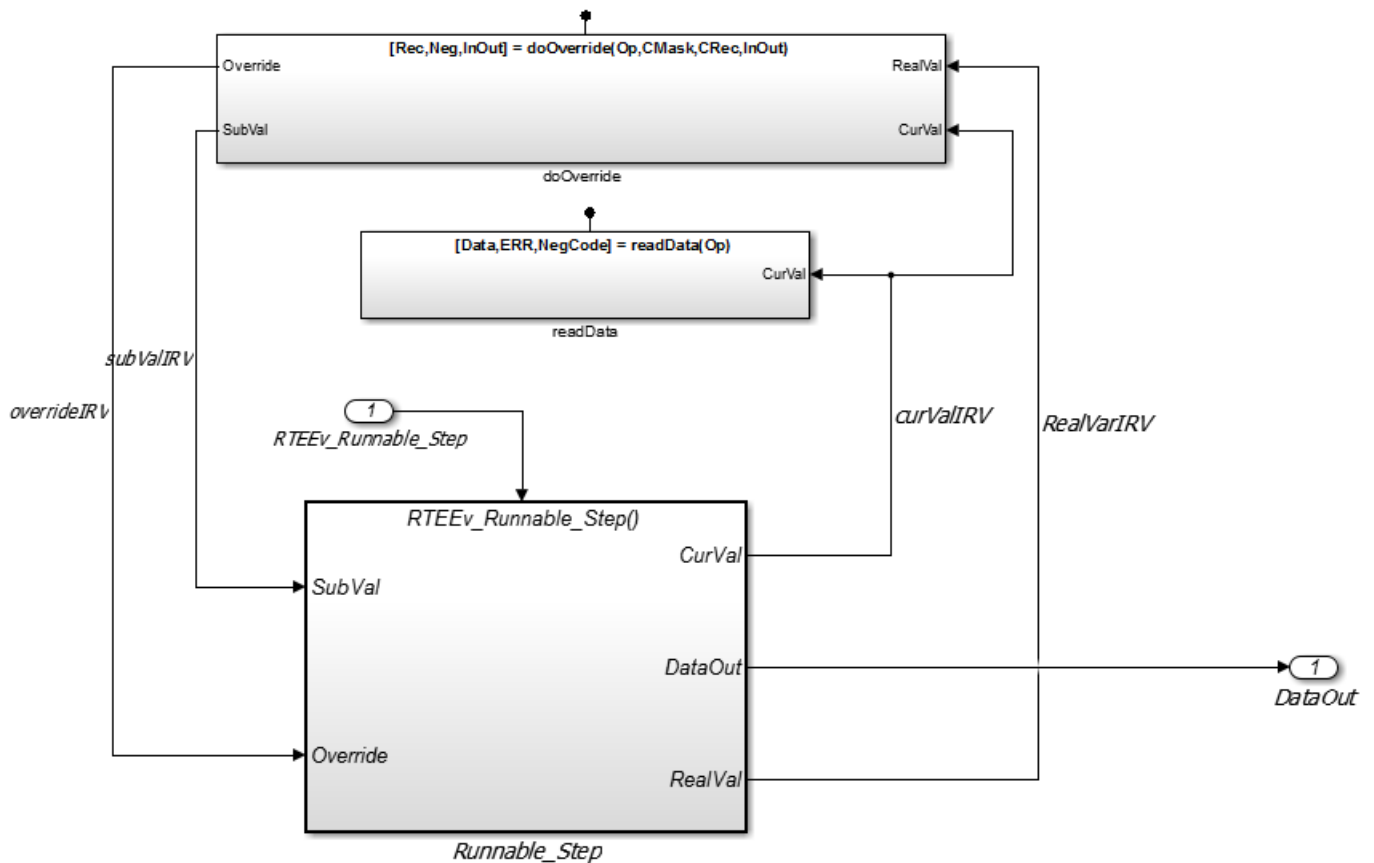 [Rec,Neg,InOut] = doOverride(Op,CMask,CRec,InOut)
Override
RealVal
SubVal
CurVal
doOverride
[Data,ERR,NegCode] = readData(Op)
CurVal
readData
subValIRV
overrideIRV
1
RTEEv_Runnable_Step
curValIRV
RealVarIRV
RTEEv_Runnable_Step()
CurVal
SubVal
DataOut
1
DataOut
Override
RealVal
Runnable_Step